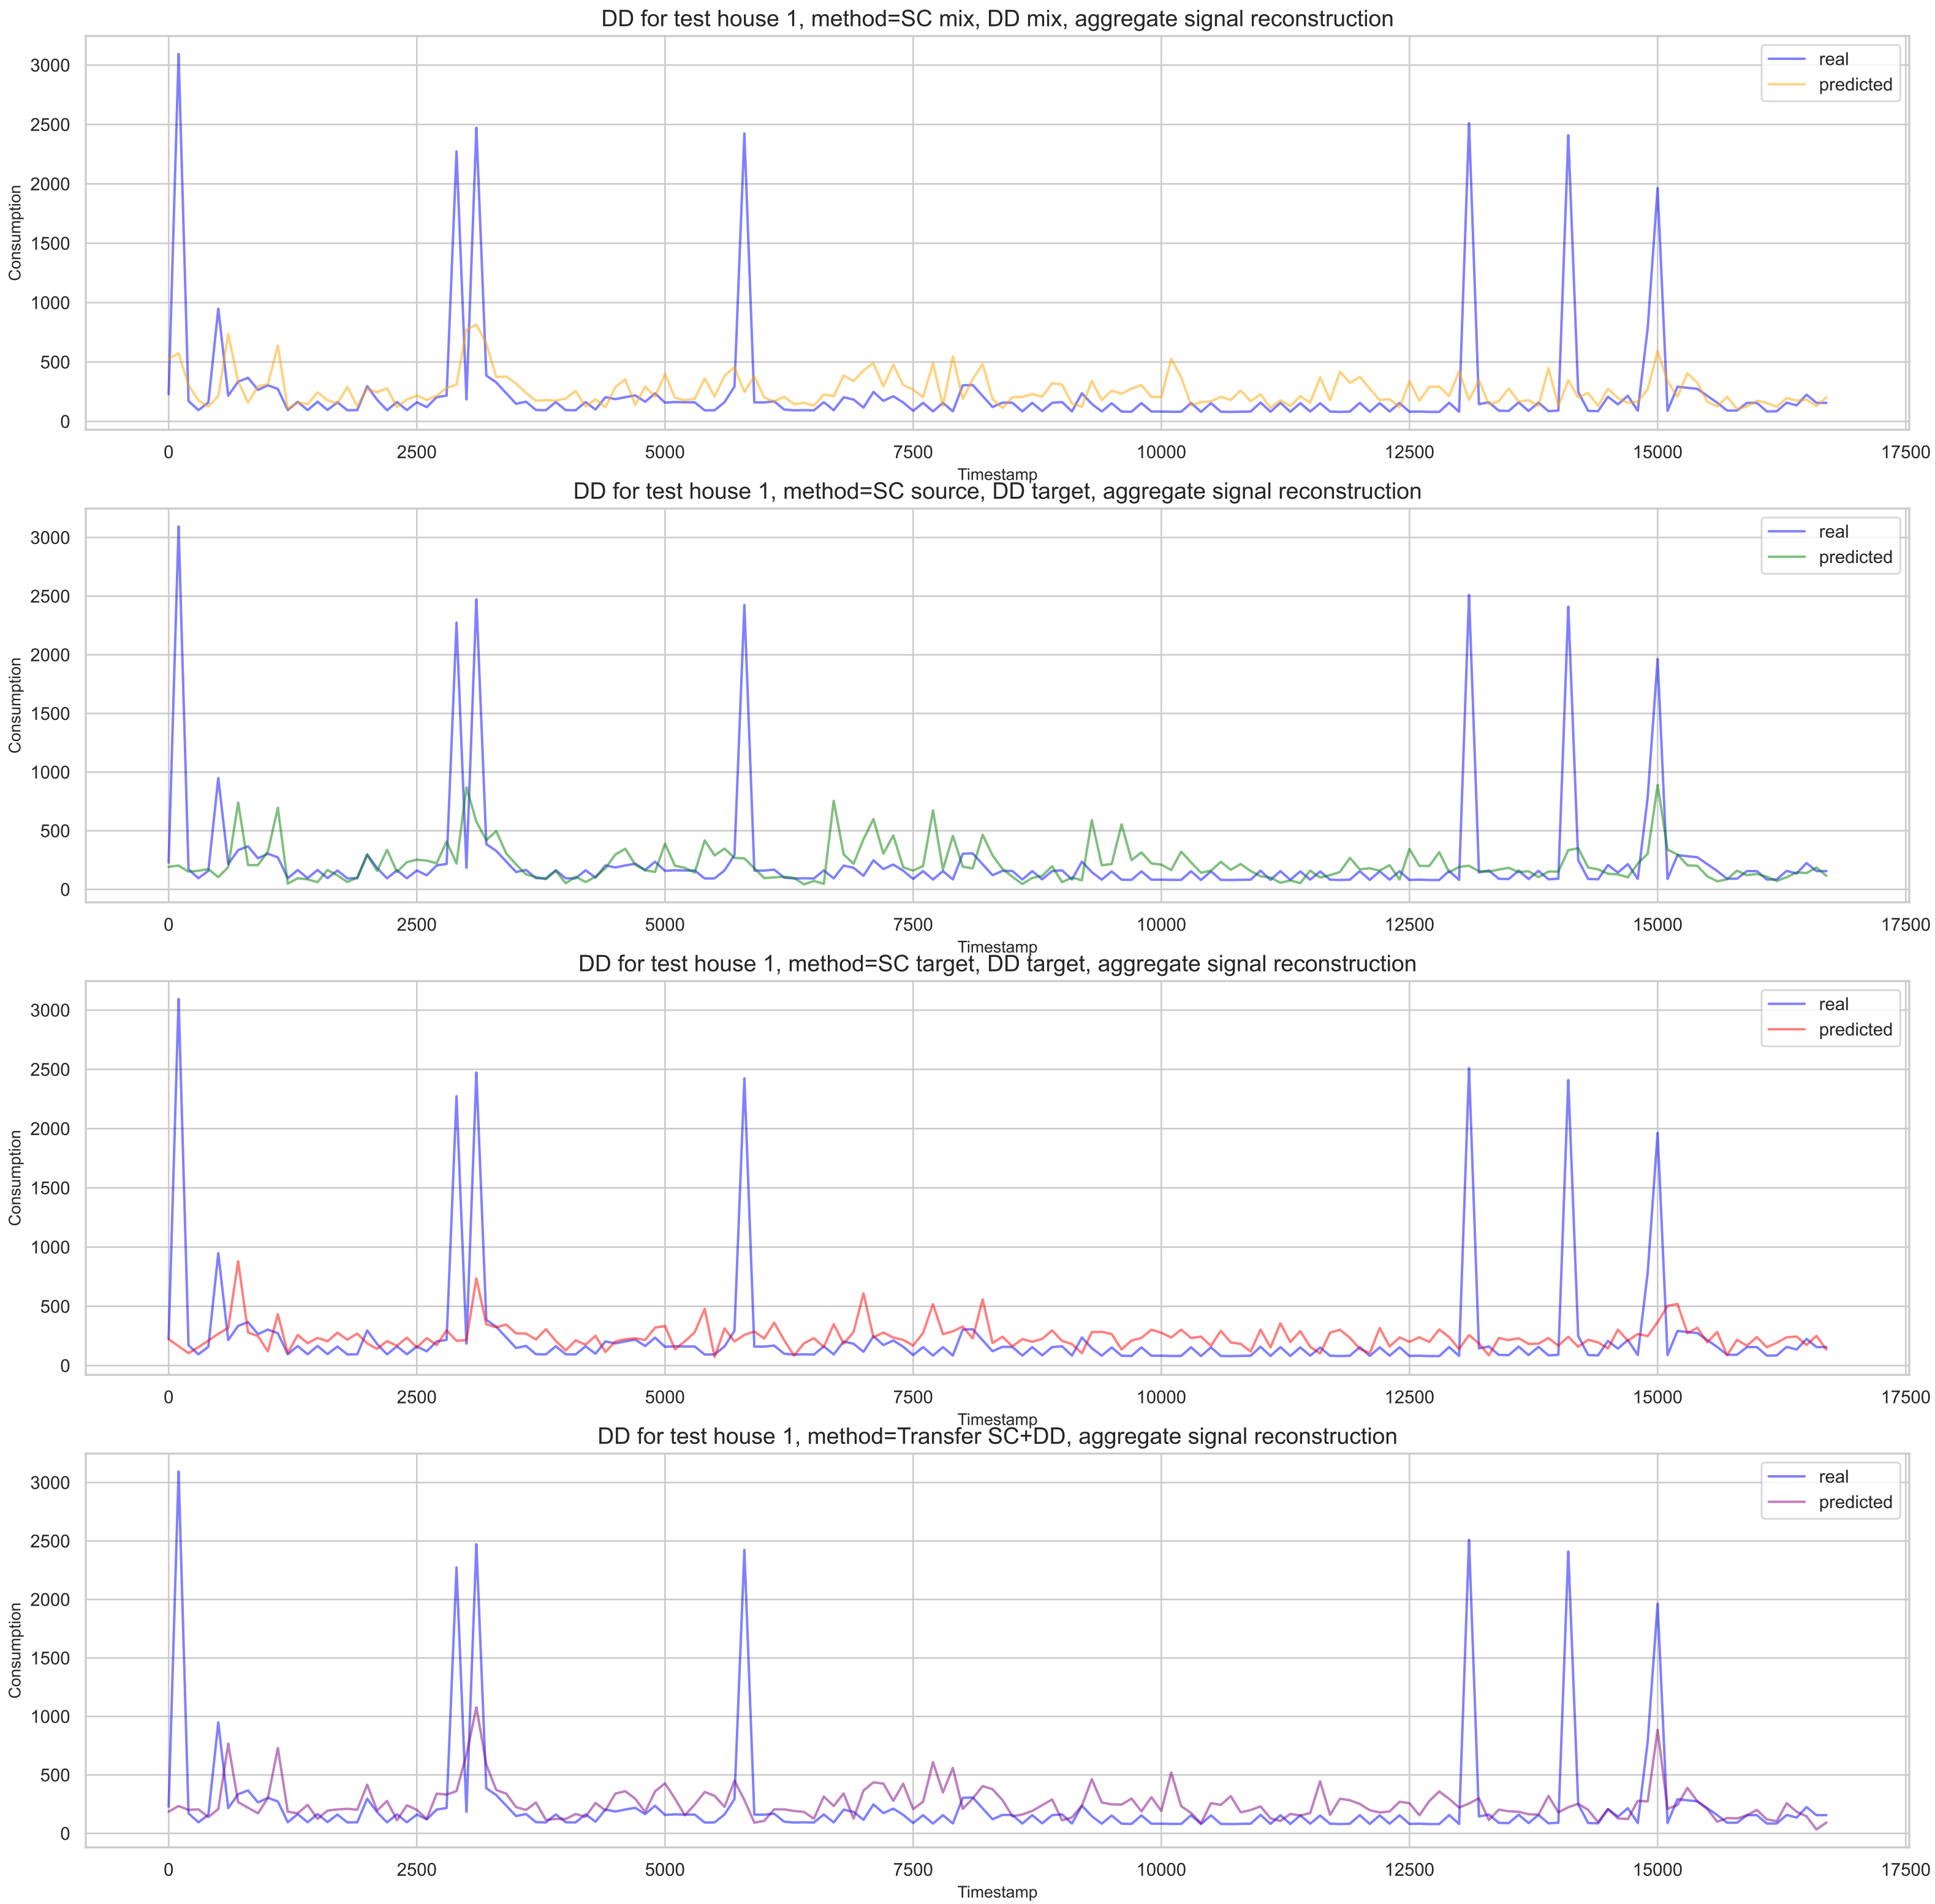 DD for test house 1, method=SC mix, DD mix, aggregate signal reconstruction
real
predicted
3000
2500
2000
1500
1000
500
0
Consumption
0 2500 5000 7500 10000 12500 15000 17500
Timestamp
DD for test house 1, method=SC source, DD target, aggregate signal reconstruction
real
predicted
3000
2500
2000
1500
1000
500
0
Consumption
0 2500 5000 7500 10000 12500 15000 17500
Timestamp
DD for test house 1, method=SC target, DD target, aggregate signal reconstruction
real
predicted
3000
2500
2000
1500
1000
500
0
Consumption
0 2500 5000 7500 10000 12500 15000 17500
Timestamp
DD for test house 1, method=Transfer SC+DD, aggregate signal reconstruction
real
predicted
3000
2500
2000
1500
1000
500
0
Consumption
0 2500 5000 7500 10000 12500 15000 17500
Timestamp